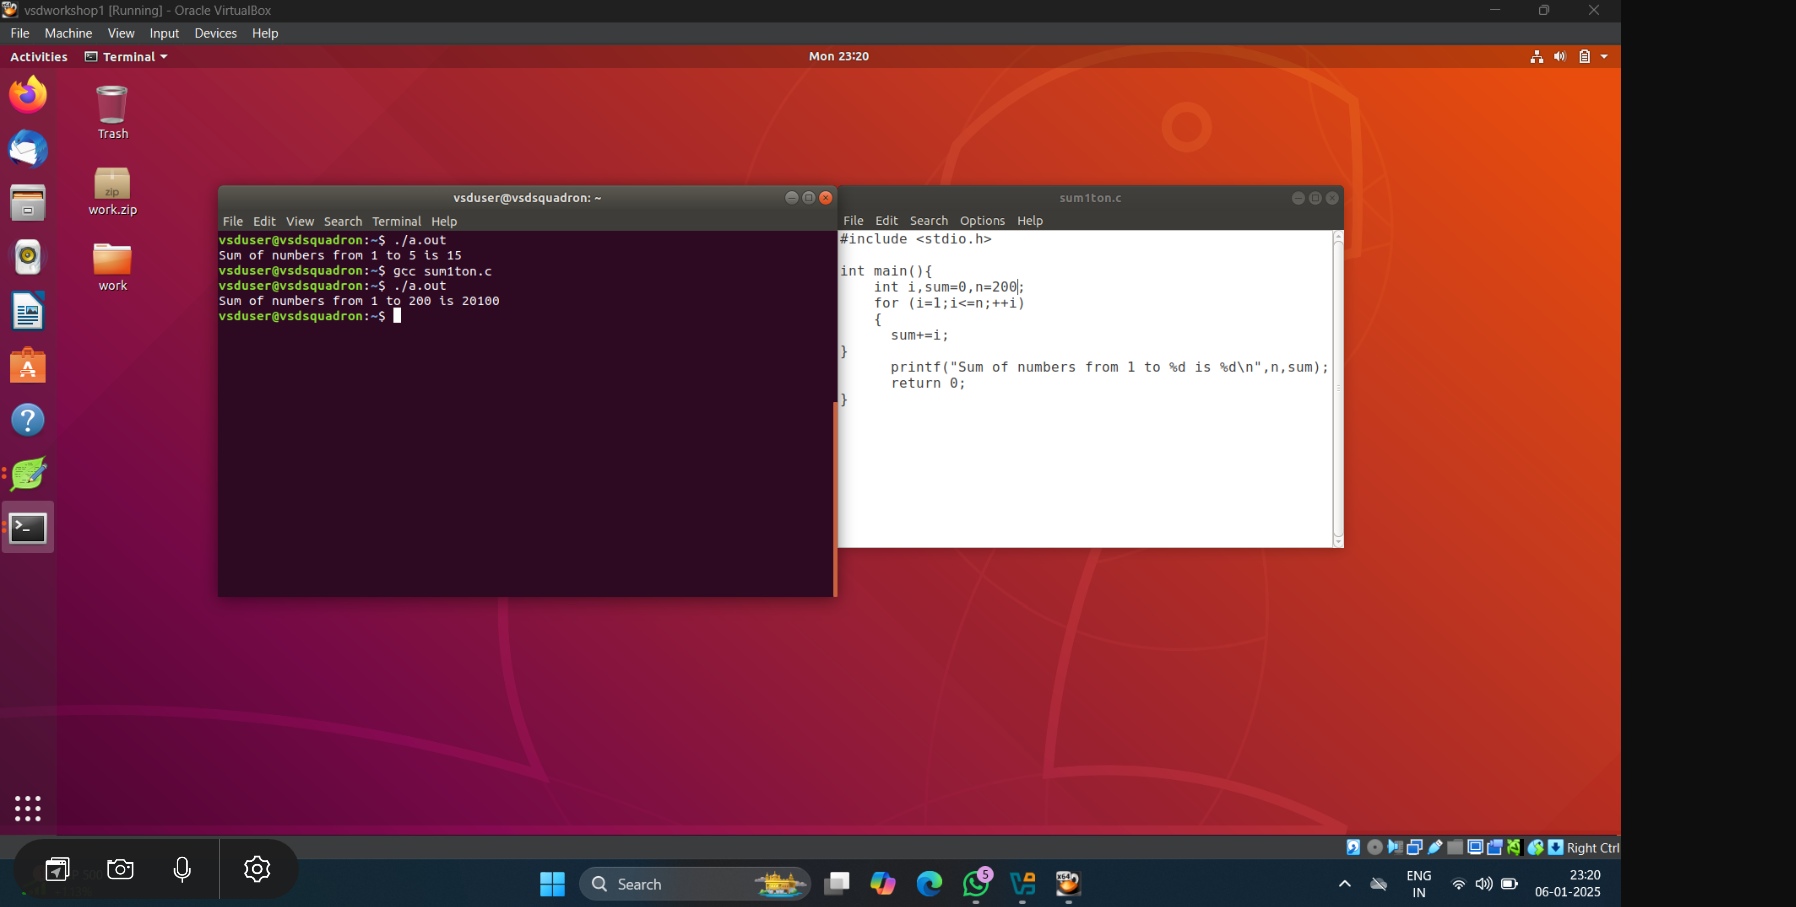 vsdworkshop1 [Running] - Oracle VirtualBox
File Machine View Input Devices Help
Activities Terminal Mon 23:20
Trash
zip
work.zip
work
vsduser@vsdsquadron: ~
File Edit View Search Terminal Help
vsduser@vsdsquadron:~$ ./a.out
Sum of numbers from 1 to 5 is 15
vsduser@vsdsquadron:~$ gcc sum1ton.c
vsduser@vsdsquadron:~$ ./a.out
Sum of numbers from 1 to 200 is 20100
vsduser@vsdsquadron:~$
sum1ton.c
File Edit Search Options Help
#include <stdio.h>
int main(){
    int i,sum=0,n=200;
    for (i=1;i<=n;++i)
    {
      sum+=i;
}
      printf("Sum of numbers from 1 to %d is %d\n",n,sum);
      return 0;
}
Right Ctrl
Search
5
ENG
IN
23:20
06-01-2025